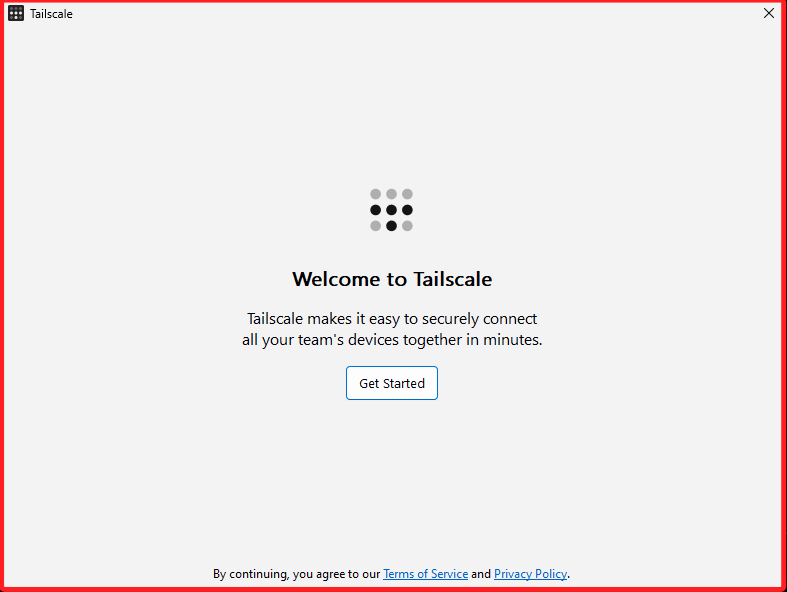 Tailscale
Welcome to Tailscale
Tailscale makes it easy to securely connect
all your team's devices together in minutes.
Get Started
By continuing, you agree to our Terms of Service and Privacy Policy.